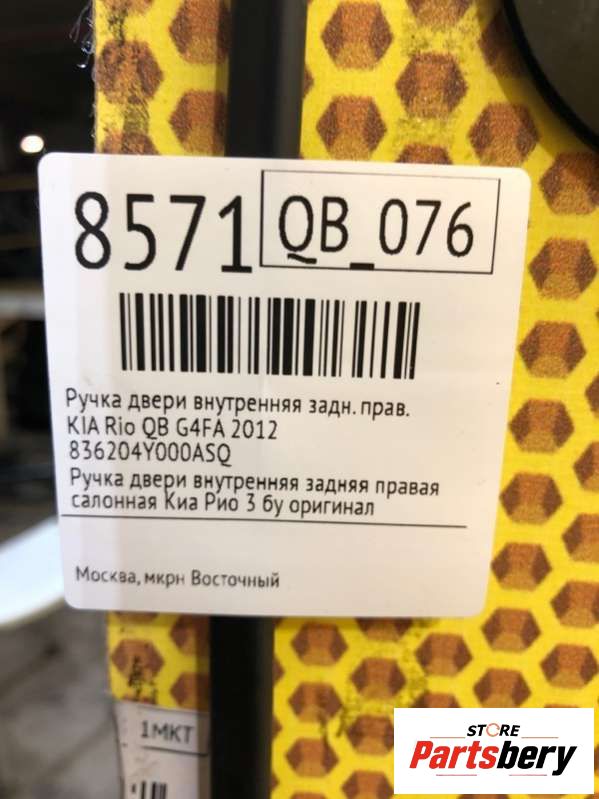 8571 QB_076
Ручка двери внутренняя задн. прав.
KIA Rio QB G4FA 2012
836204Y000ASQ
Ручка двери внутренняя задняя правая
салонная Киа Рио 3 бу оригинал
Москва, мкрн Восточный
1МКТ
STORE
Partsbery